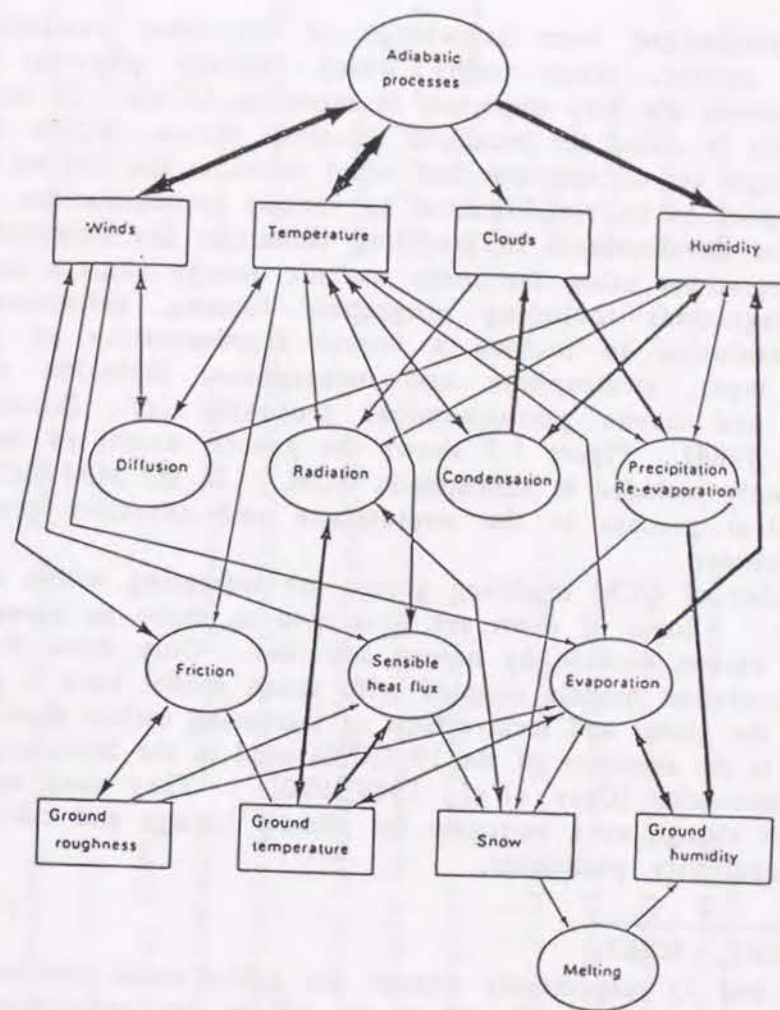 Adiabatic
processes
Winds
Temperature
Clouds
Humidity
Diffusion
Radiation
Condensation
Precipitation
Re-evaporation
Friction
Sensible
heat flux
Evaporation
Ground
roughness
Ground
temperature
Snow
Ground
humidity
Melting